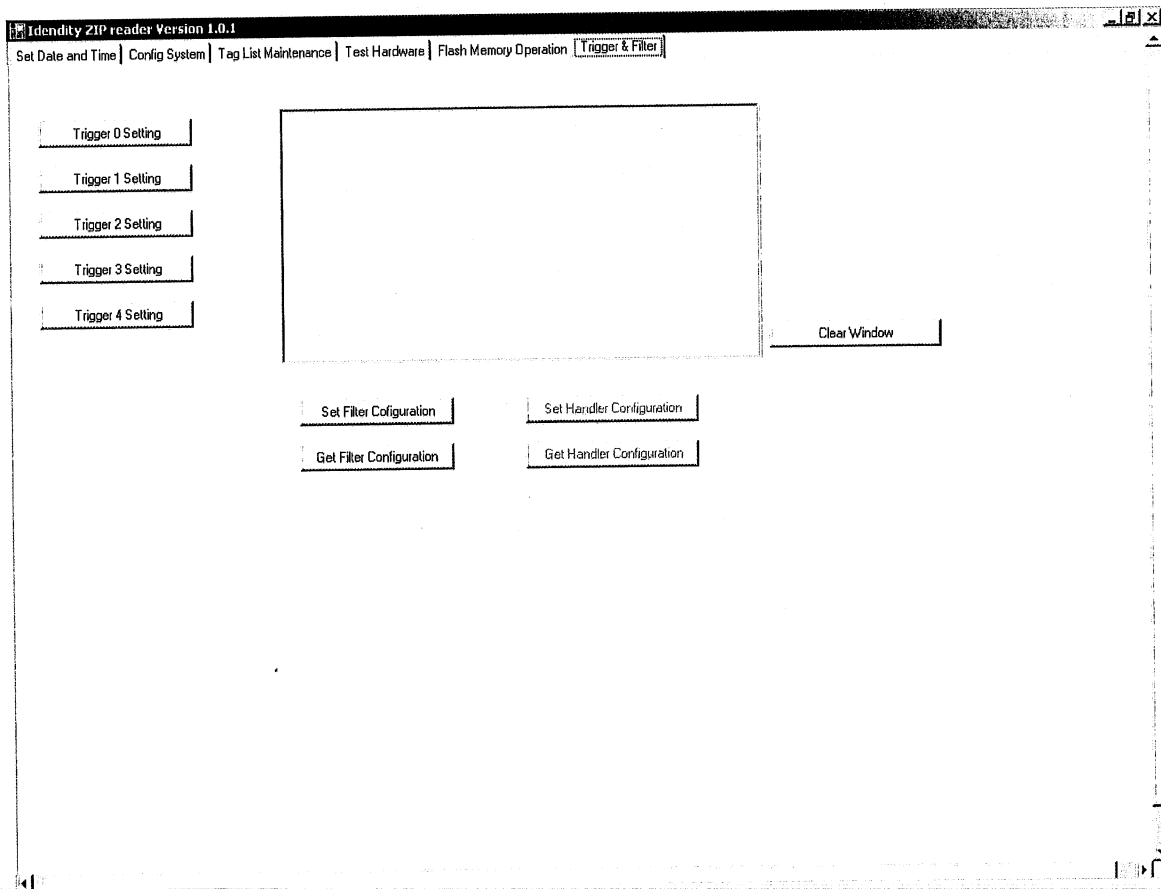 Idendity ZIP reader Version 1.0.1
Set Date and Time Config System Tag List Maintenance Test Hardware Flash Memory Operation Trigger & Filter
Trigger 0 Setting
Trigger 1 Setting
Trigger 2 Setting
Trigger 3 Setting
Trigger 4 Setting
Clear Window
Set Filter Cofiguration Set Handler Configuration
Get Filter Configuration Get Handler Configuration